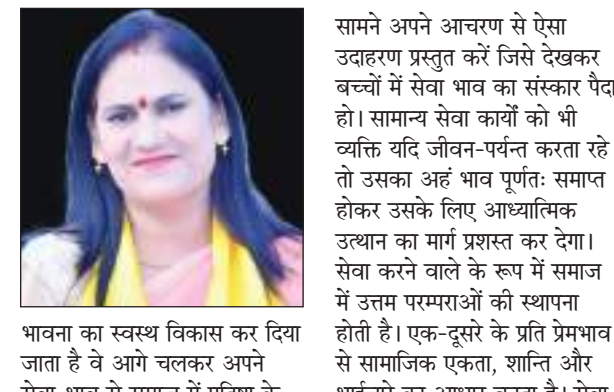 भावना का स्वस्थ विकास कर दिया
जाता है वे आगे चलकर अपने
सामने अपने आचरण से ऐसा
उदाहरण प्रस्तुत करें जिसे देखकर
बच्चों में सेवा भाव का संस्कार पैदा
हो। सामान्य सेवा कार्यों को भी
व्यक्ति यदि जीवन-पर्यन्त करता रहे
तो उसका अहं भाव पूर्णतः समाप्त
होकर उसके लिए आध्यात्मिक
उत्थान का मार्ग प्रशस्त कर देगा।
सेवा करने वाले के रूप में समाज
में उत्तम परम्पराओं की स्थापना
होती है। एक-दूसरे के प्रति प्रेमभाव
से सामाजिक एकता, शान्ति और